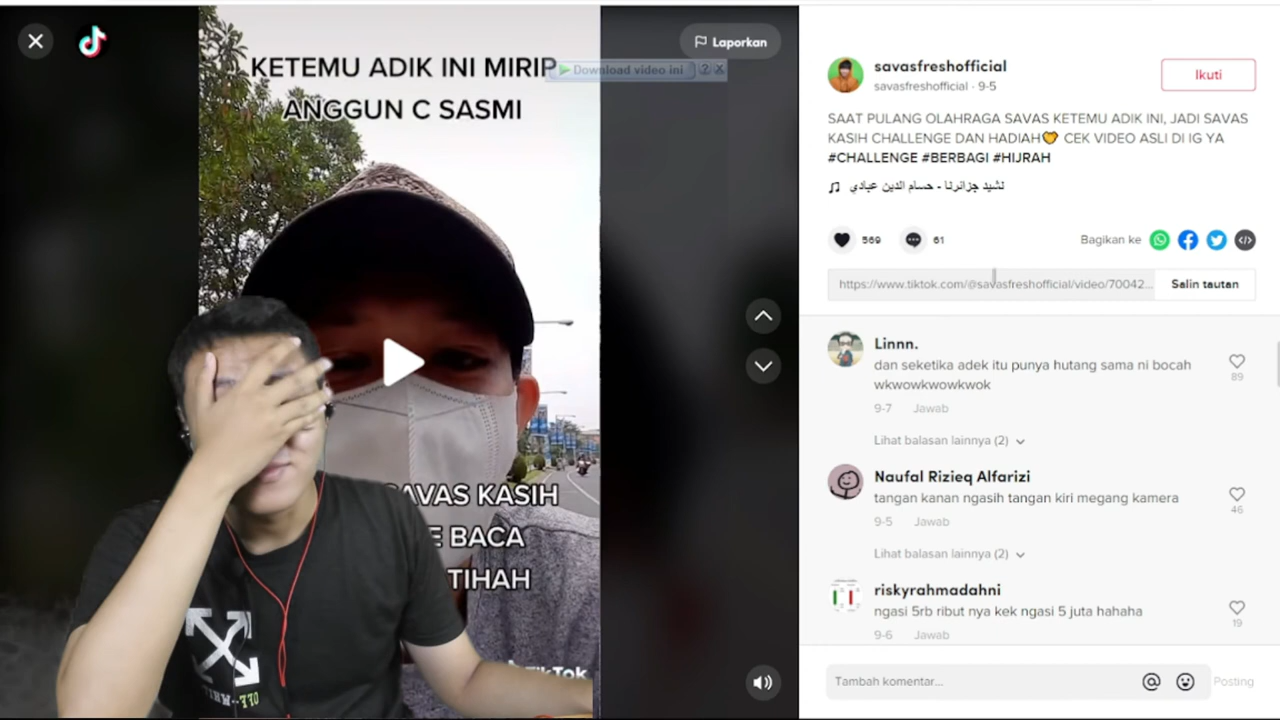 KETEMU ADIK INI MIRIP
ANGGUN C SASMI
Download video ini
?
AVAS KASIH
E BACA
TIHAH
TikTok
OFF
Laporkan
savasfreshofficial
savasfreshofficial · 9-5
Ikuti
SAAT PULANG OLAHRAGA SAVAS KETEMU ADIK INI, JADI SAVAS
KASIH CHALLENGE DAN HADIAH🧡 CEK VIDEO ASLI DI IG YA
#CHALLENGE #BERBAGI #HIJRAH
نشيد جزائرنا - حسام الدين عبادي
569
61
Bagikan ke
https://www.tiktok.com/@savasfreshofficial/video/70042...
Salin tautan
Linnn.
dan seketika adek itu punya hutang sama ni bocah
wkwowkwowkwok
89
9-7 Jawab
Lihat balasan lainnya (2)
Naufal Rizieq Alfarizi
tangan kanan ngasih tangan kiri megang kamera
46
9-5 Jawab
Lihat balasan lainnya (2)
riskyrahmadahni
ngasi 5rb ribut nya kek ngasi 5 juta hahaha
19
9-6 Jawab
Tambah komentar...
Posting